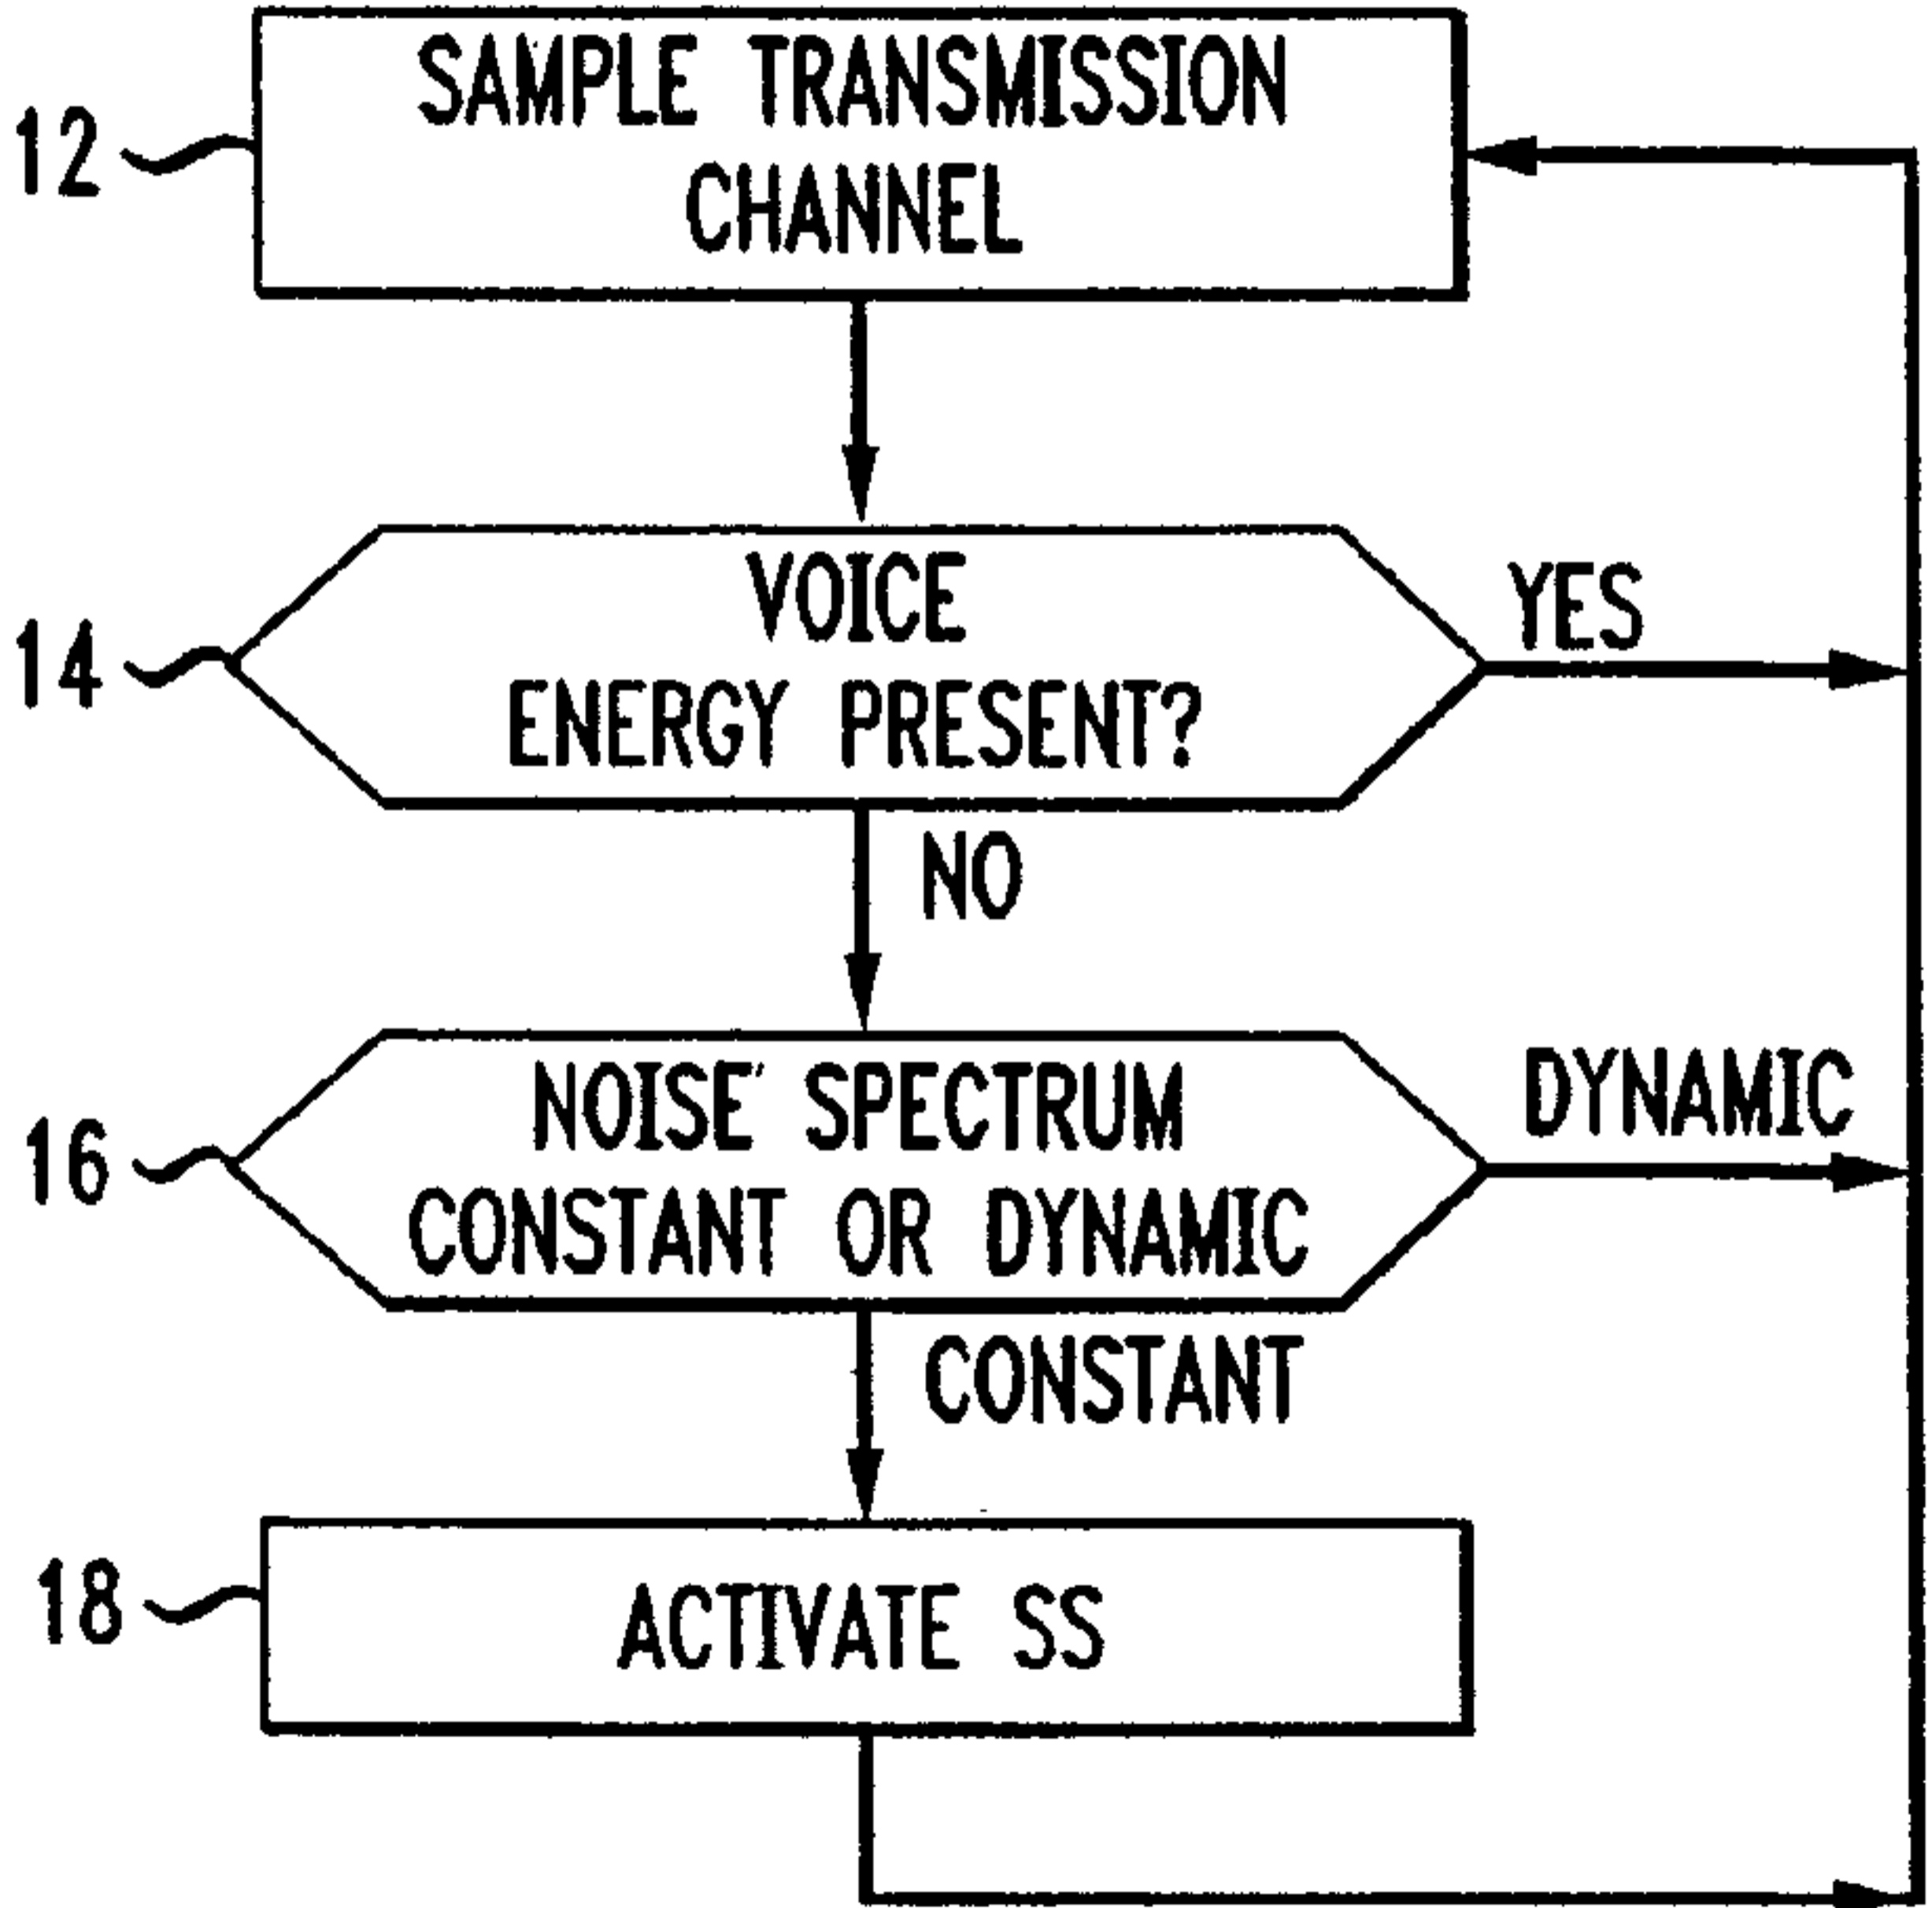 SAMPLE TRANSMISSION
CHANNEL
12
VOICE
ENERGY PRESENT?
YES
14
NO
NOISE SPECTRUM
CONSTANT OR DYNAMIC
DYNAMIC
16
CONSTANT
ACTIVATE SS
18